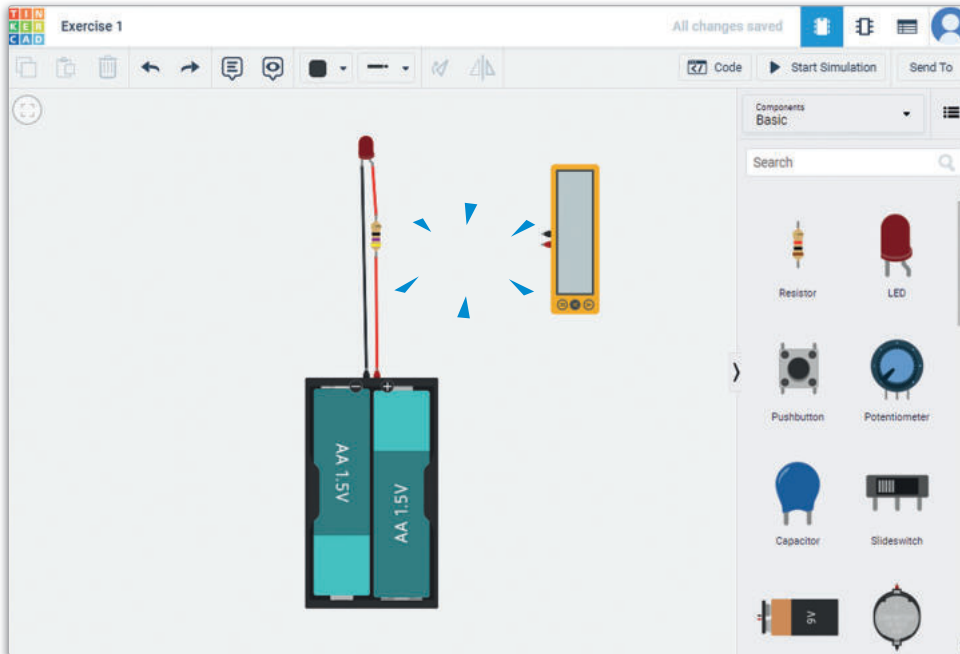 TIN
KER
CAD
Exercise 1
All changes saved
Code
Start Simulation
Send To
Components
Basic
Search
Resistor
LED
Pushbutton
Potentiometer
Capacitor
Slideswitch
9V
AA 1.5V
AA 1.5V